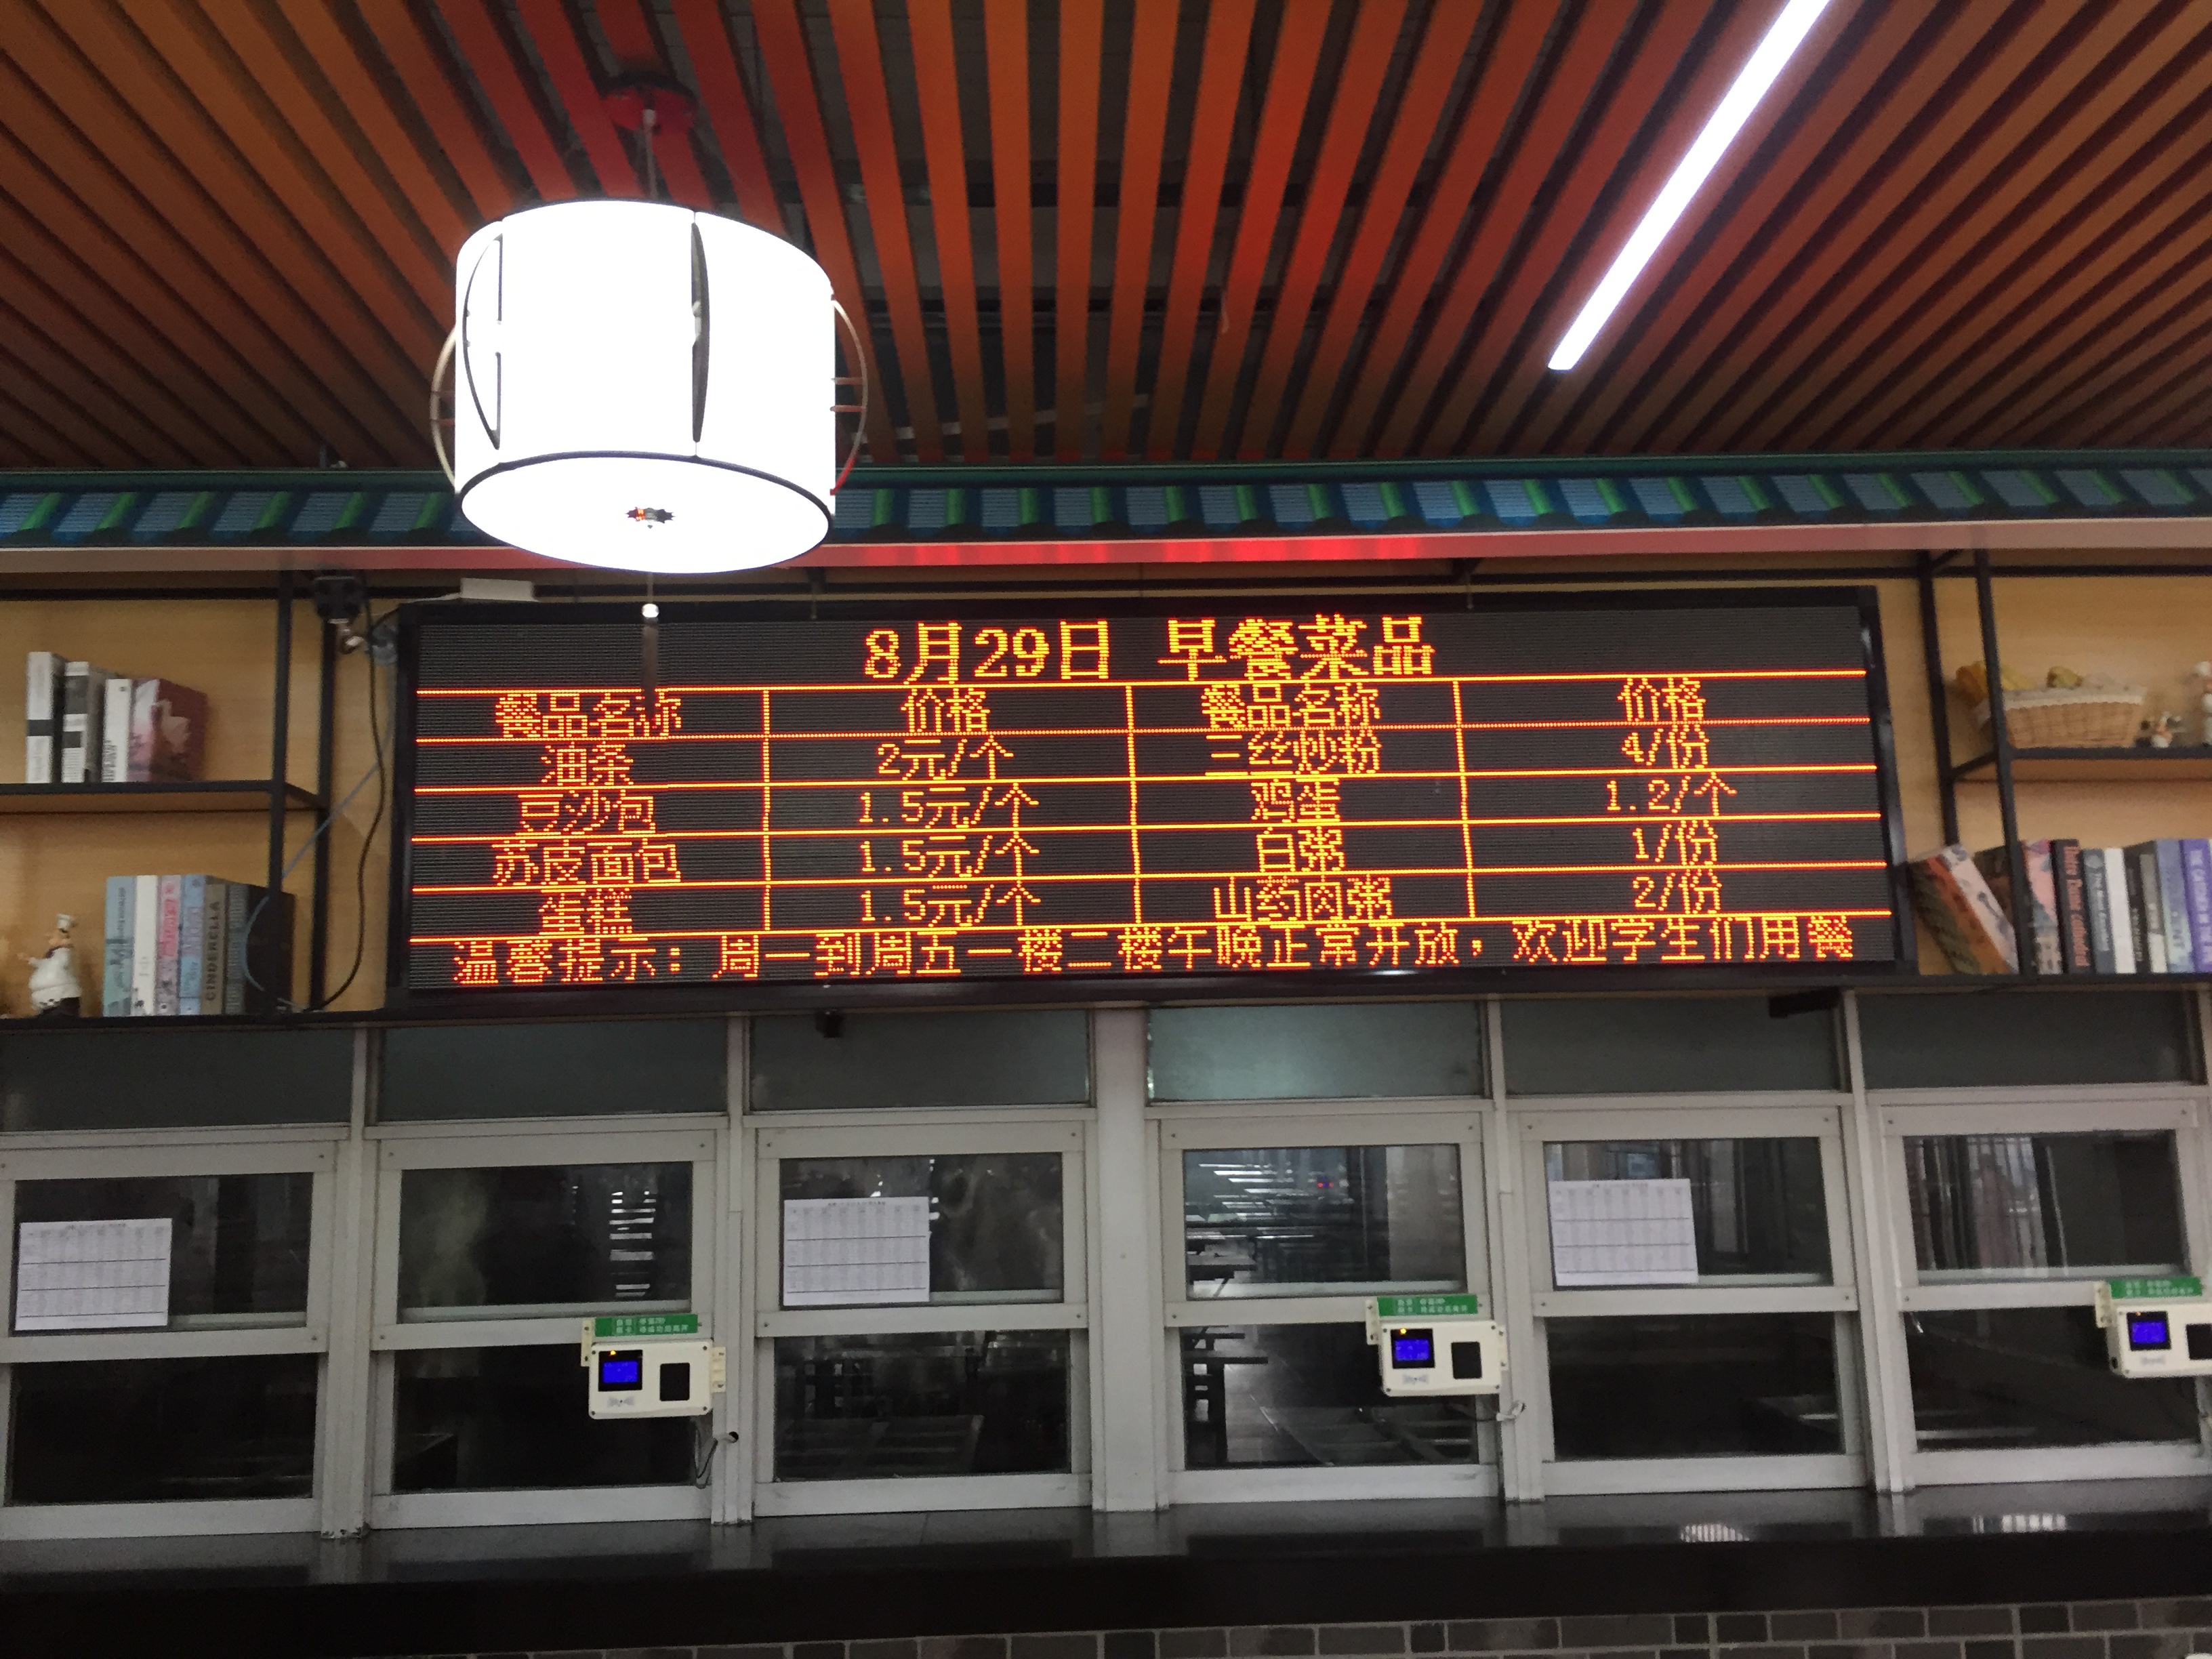 8月29日 早餐菜品
餐品名称 价格 餐品名称 价格
油条 2元/个 三丝炒粉 4/份
豆沙包 1.5元/个 鸡蛋 1.2/个
苏皮面包 1.5元/个 白粥 1/份
蛋糕 1.5元/个 山药肉粥 2/份
温馨提示：周一到周五一楼二楼午晚正常开放，欢迎学生们用餐
CINDERELLA